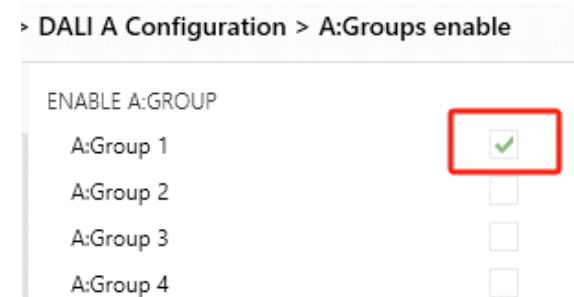 > DALI A Configuration > A:Groups enable
ENABLE A:GROUP
A:Group 1
A:Group 2
A:Group 3
A:Group 4